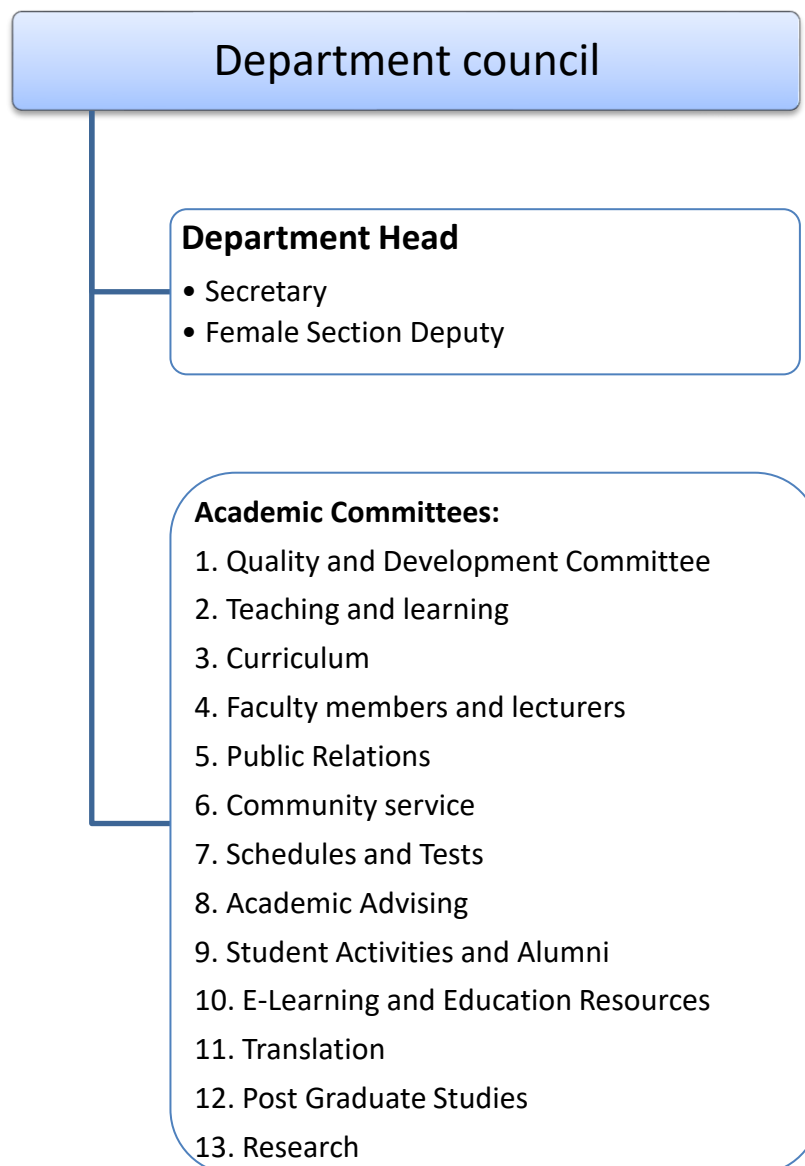 Department council
Department Head
• Secretary
• Female Section Deputy
Academic Committees:
1. Quality and Development Committee
2. Teaching and learning
3. Curriculum
4. Faculty members and lecturers
5. Public Relations
6. Community service
7. Schedules and Tests
8. Academic Advising
9. Student Activities and Alumni
10. E-Learning and Education Resources
11. Translation
12. Post Graduate Studies
13. Research